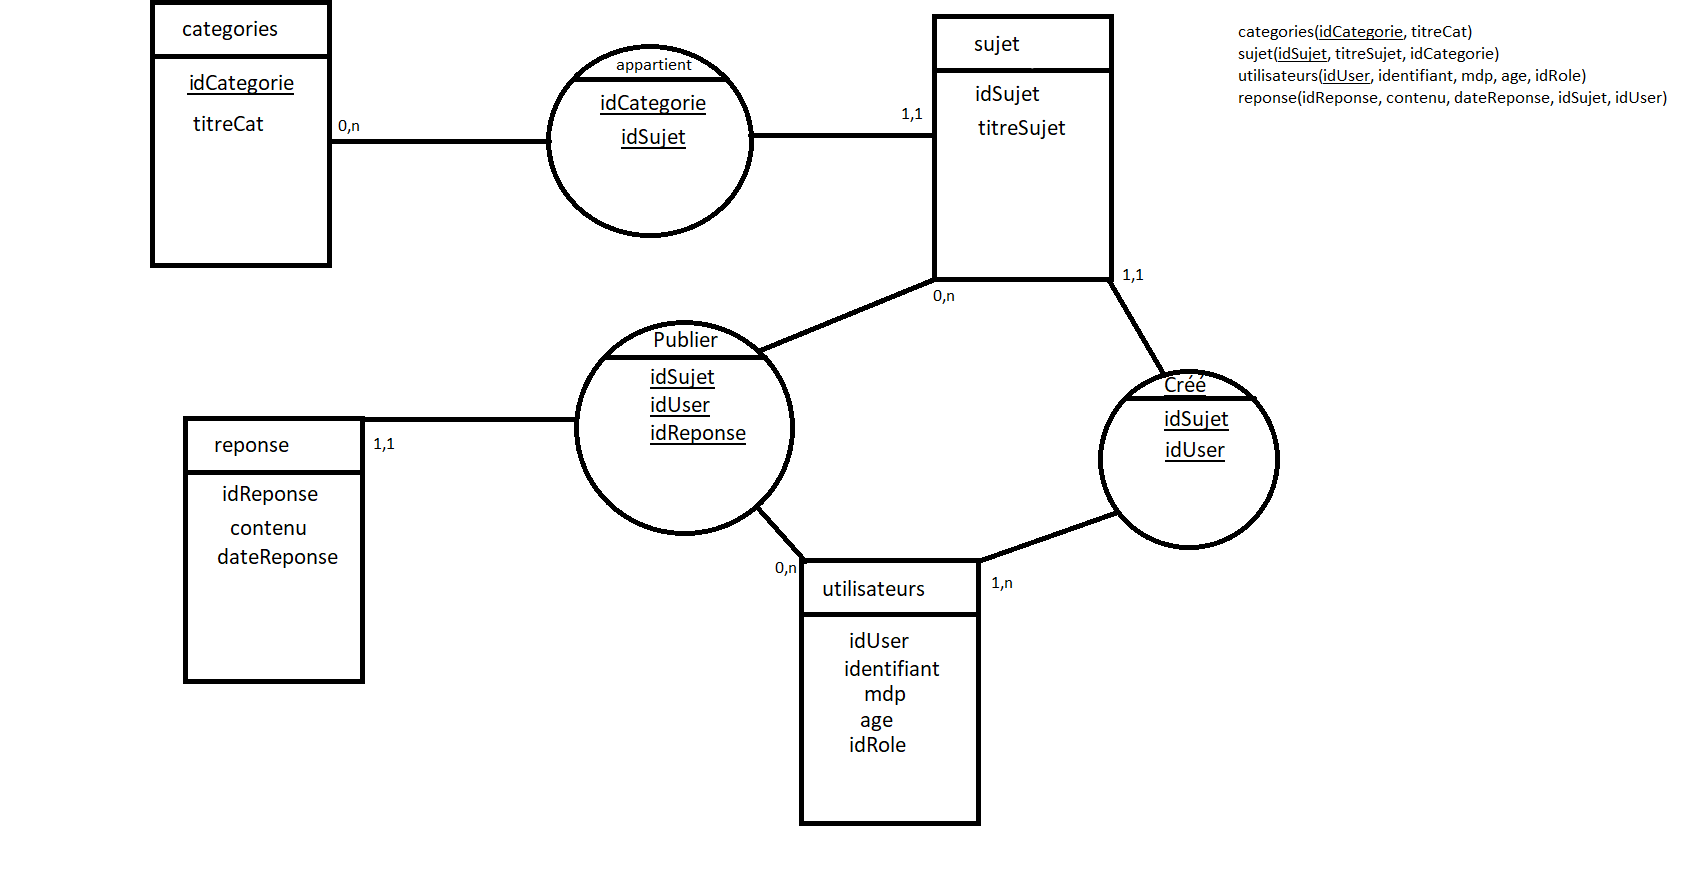 categories
idCategorie
titreCat
0,n
appartient
idCategorie
idSujet
1,1
sujet
idSujet
titreSujet
categories(idCategorie, titreCat)
sujet(idSujet, titreSujet, idCategorie)
utilisateurs(idUser, identifiant, mdp, age, idRole)
reponse(idReponse, contenu, dateReponse, idSujet, idUser)
0,n
1,1
Publier
idSujet
idUser
idReponse
Créé
idSujet
idUser
reponse
1,1
idReponse
contenu
dateReponse
0,n
utilisateurs
1,n
idUser
identifiant
mdp
age
idRole